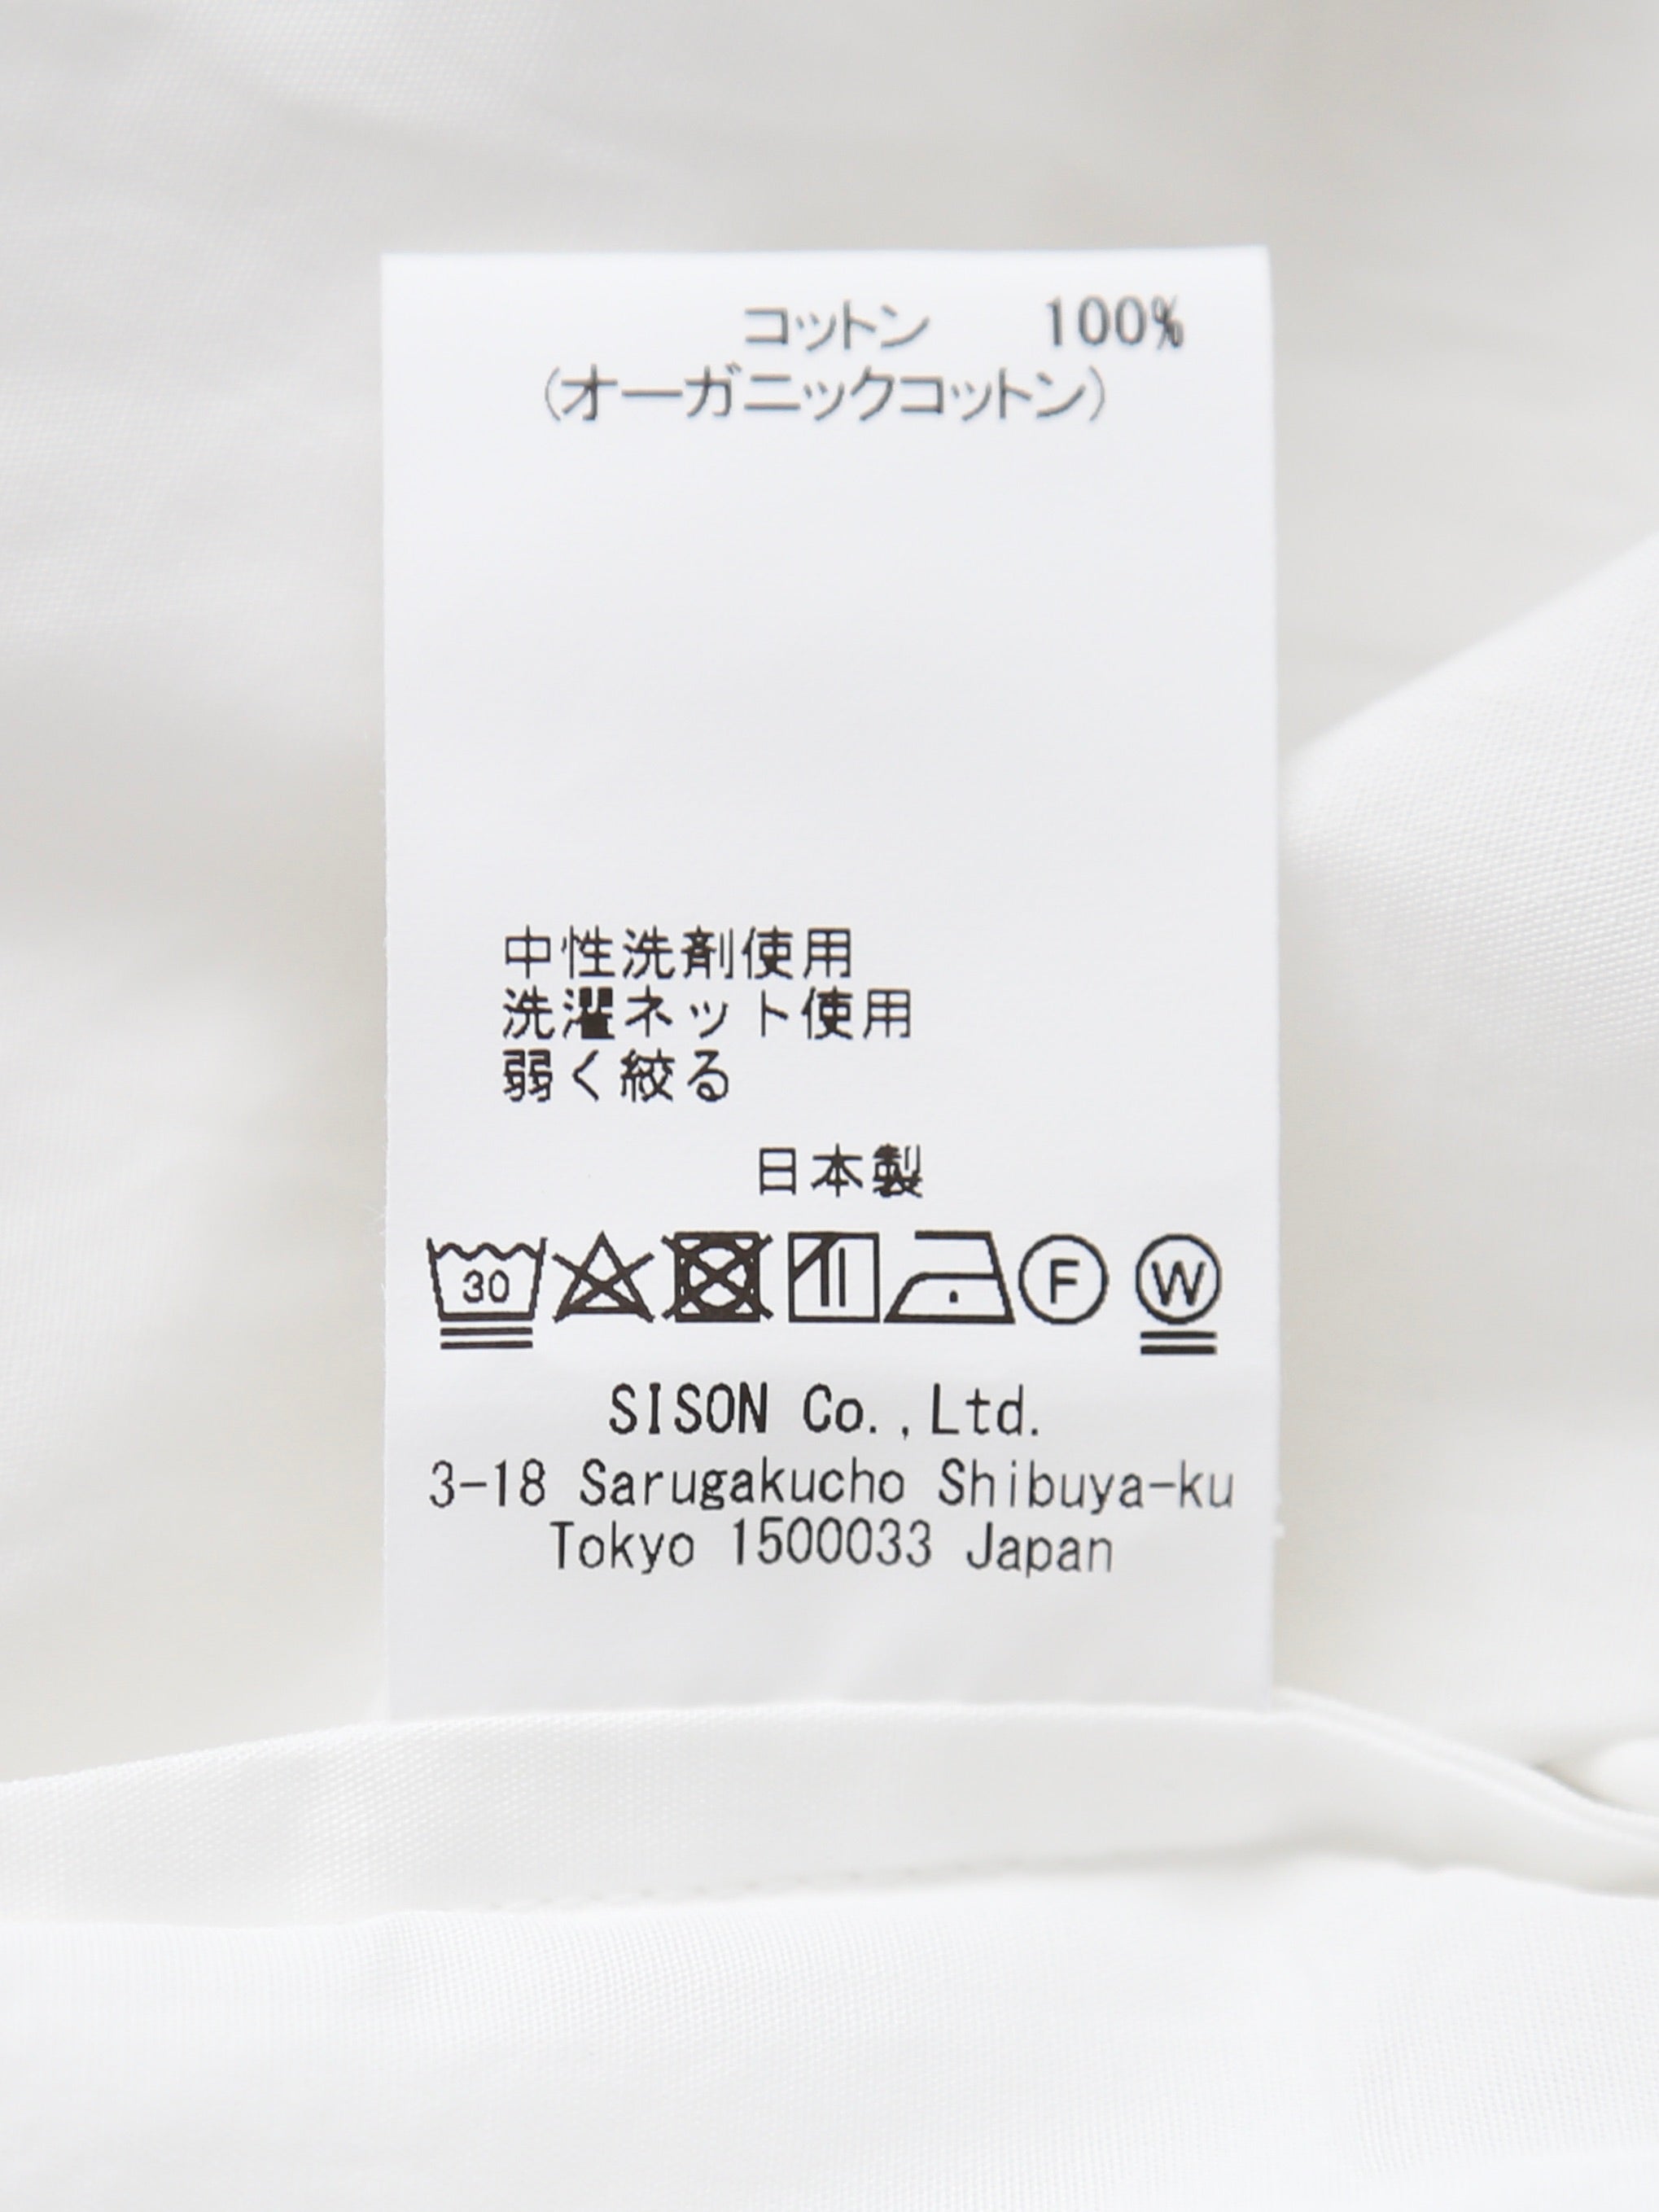 コットン 100%
(オーガニックコットン)
中性洗剤使用
洗濯ネット使用
弱く絞る
日本製
30 F W
SISON Co.,Ltd.
3-18 Sarugakucho Shibuya-ku
Tokyo 1500033 Japan